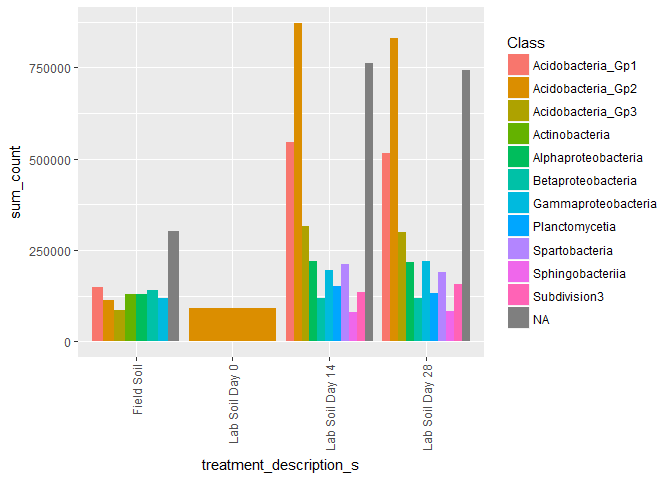 sum_count
750000
500000
250000
0
Field Soil
Lab Soil Day 0
Lab Soil Day 14
Lab Soil Day 28
treatment_description_s
Class
Acidobacteria_Gp1
Acidobacteria_Gp2
Acidobacteria_Gp3
Actinobacteria
Alphaproteobacteria
Betaproteobacteria
Gammaproteobacteria
Planctomycetia
Spartobacteria
Sphingobacteriia
Subdivision3
NA